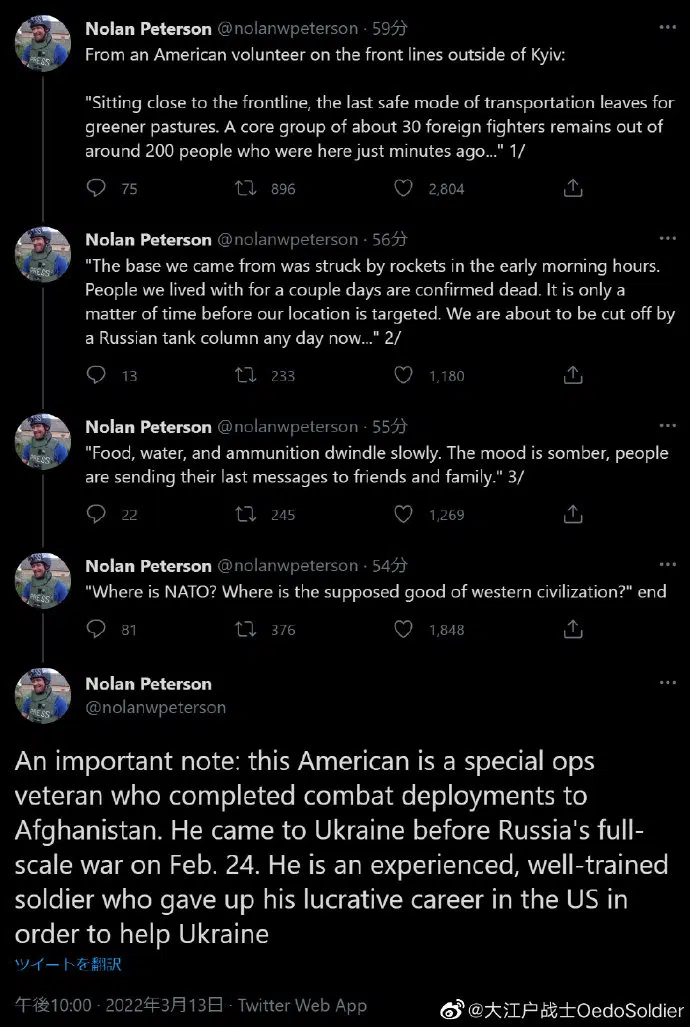 Nolan Peterson @nolanwpeterson · 59分
From an American volunteer on the front lines outside of Kyiv:
"Sitting close to the frontline, the last safe mode of transportation leaves for
greener pastures. A core group of about 30 foreign fighters remains out of
around 200 people who were here just minutes ago..." 1/
75 896 2,804
Nolan Peterson @nolanwpeterson · 56分
"The base we came from was struck by rockets in the early morning hours.
People we lived with for a couple days are confirmed dead. It is only a
matter of time before our location is targeted. We are about to be cut off by
a Russian tank column any day now..." 2/
13 233 1,180
Nolan Peterson @nolanwpeterson · 55分
"Food, water, and ammunition dwindle slowly. The mood is somber, people
are sending their last messages to friends and family." 3/
22 245 1,269
Nolan Peterson @nolanwpeterson · 54分
"Where is NATO? Where is the supposed good of western civilization?" end
81 376 1,848
Nolan Peterson
@nolanwpeterson
An important note: this American is a special ops
veteran who completed combat deployments to
Afghanistan. He came to Ukraine before Russia's full-
scale war on Feb. 24. He is an experienced, well-trained
soldier who gave up his lucrative career in the US in
order to help Ukraine
ツイートを翻訳
午後10:00 · 2022年3月13日 · Twitter Web App
@大江户战士OedoSoldier
PRESS
PRESS
PRESS
PRESS
PRESS